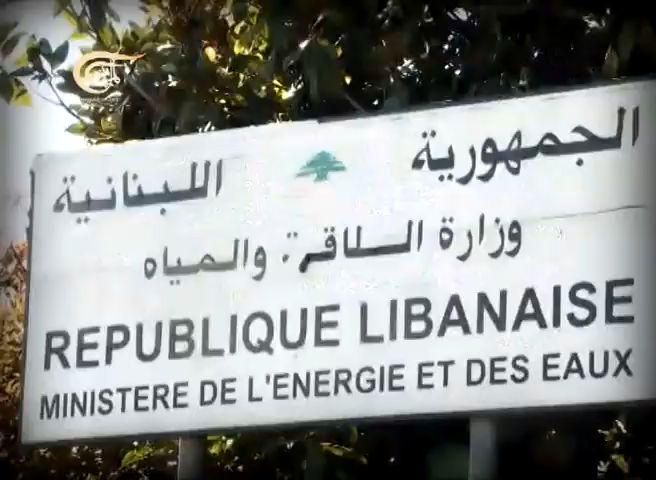 الجمهورية اللبنانية
وزارة الطاقة والمياه
REPUBLIQUE LIBANAISE
MINISTERE DE L'ENERGIE ET DES EAUX